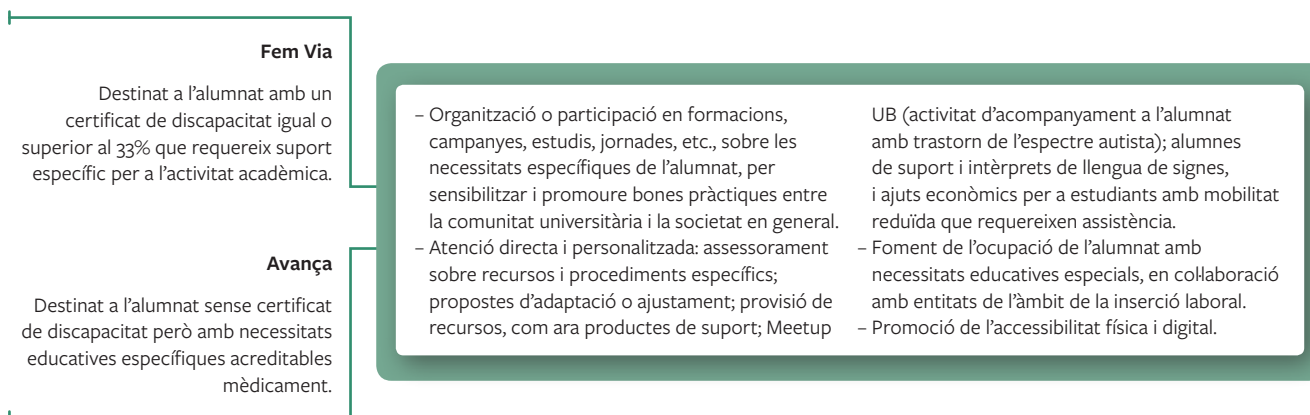 Fem Via
Destinat a l’alumnat amb un
certificat de discapacitat igual o
superior al 33% que requereix suport
específic per a l’activitat acadèmica.
Avança
Destinat a l’alumnat sense certificat
de discapacitat però amb necessitats
educatives específiques acreditables
mèdicament.
– Organització o participació en formacions,
campanyes, estudis, jornades, etc., sobre les
necessitats específiques de l’alumnat, per
sensibilitzar i promoure bones pràctiques entre
la comunitat universitària i la societat en general.
– Atenció directa i personalitzada: assessorament
sobre recursos i procediments específics;
propostes d’adaptació o ajustament; provisió de
recursos, com ara productes de suport; Meetup
UB (activitat d’acompanyament a l’alumnat
amb trastorn de l’espectre autista); alumnes
de suport i intèrprets de llengua de signes,
i ajuts econòmics per a estudiants amb mobilitat
reduïda que requereixen assistència.
– Foment de l’ocupació de l’alumnat amb
necessitats educatives especials, en col·laboració
amb entitats de l’àmbit de la inserció laboral.
– Promoció de l’accessibilitat física i digital.